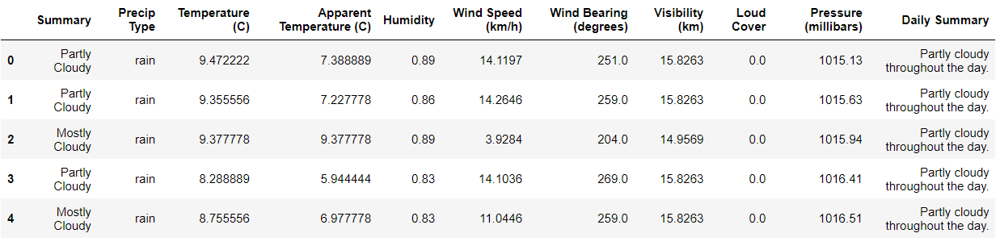 Summary Precip Type Temperature (C) Apparent Temperature (C) Humidity Wind Speed (km/h) Wind Bearing (degrees) Visibility (km) Loud Cover Pressure (millibars) Daily Summary
0 Partly Cloudy rain 9.472222 7.388889 0.89 14.1197 251.0 15.8263 0.0 1015.13 Partly cloudy throughout the day.
1 Partly Cloudy rain 9.355556 7.227778 0.86 14.2646 259.0 15.8263 0.0 1015.63 Partly cloudy throughout the day.
2 Mostly Cloudy rain 9.377778 9.377778 0.89 3.9284 204.0 14.9569 0.0 1015.94 Partly cloudy throughout the day.
3 Partly Cloudy rain 8.288889 5.944444 0.83 14.1036 269.0 15.8263 0.0 1016.41 Partly cloudy throughout the day.
4 Mostly Cloudy rain 8.755556 6.977778 0.83 11.0446 259.0 15.8263 0.0 1016.51 Partly cloudy throughout the day.